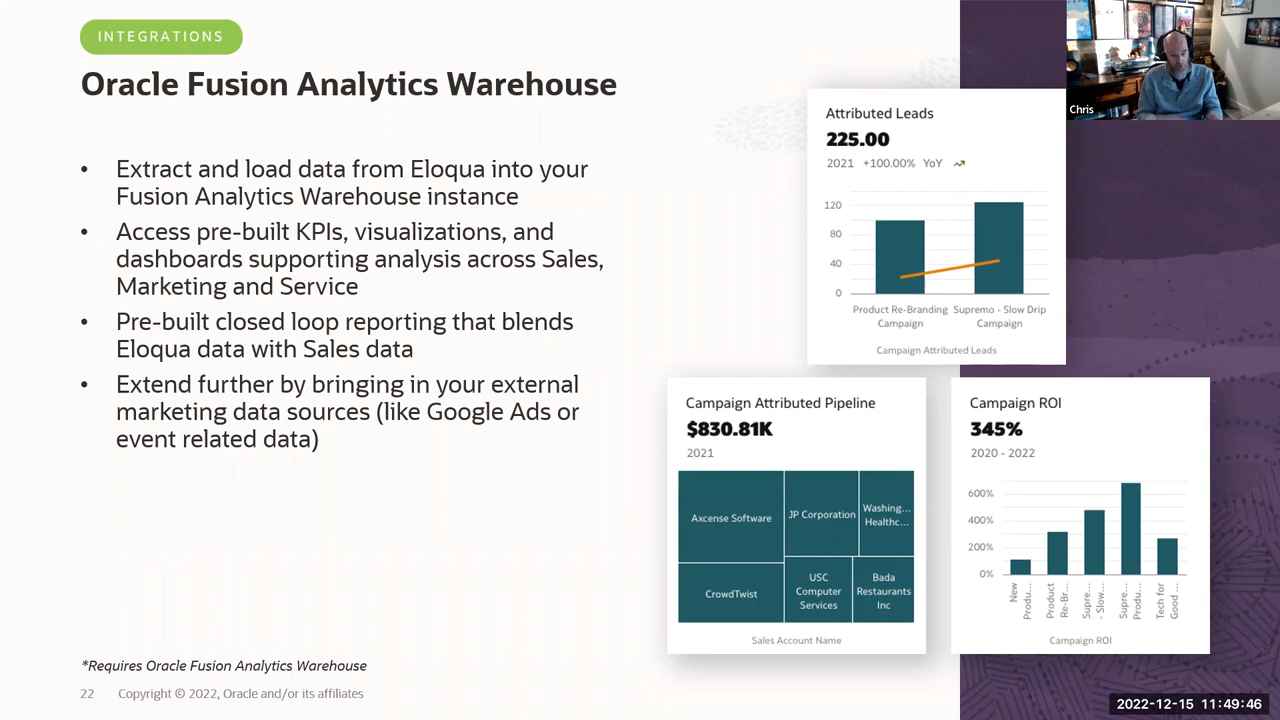 INTEGRATIONS
Oracle Fusion Analytics Warehouse
• Extract and load data from Eloqua into your
Fusion Analytics Warehouse instance
• Access pre-built KPIs, visualizations, and
dashboards supporting analysis across Sales,
Marketing and Service
• Pre-built closed loop reporting that blends
Eloqua data with Sales data
• Extend further by bringing in your external
marketing data sources (like Google Ads or
event related data)
*Requires Oracle Fusion Analytics Warehouse
22 Copyright © 2022, Oracle and/or its affiliates
Attributed Leads
225.00
2021 +100.00% YoY
120
80
40
0
Product Re-Branding Supremo - Slow Drip
Campaign Campaign
Campaign Attributed Leads
Campaign Attributed Pipeline
$830.81K
2021
Axcense Software
JP Corporation
Washing...
Healthc...
CrowdTwist
USC
Computer
Services
Bada
Restaurants
Inc
Sales Account Name
Campaign ROI
345%
2020 - 2022
600%
400%
200%
0%
New
Produ...
Product
Re-Br...
Supre...
- Slow...
Supre...
Produ...
Tech for
Good ...
Campaign ROI
Chris
2022-12-15 11:49:46